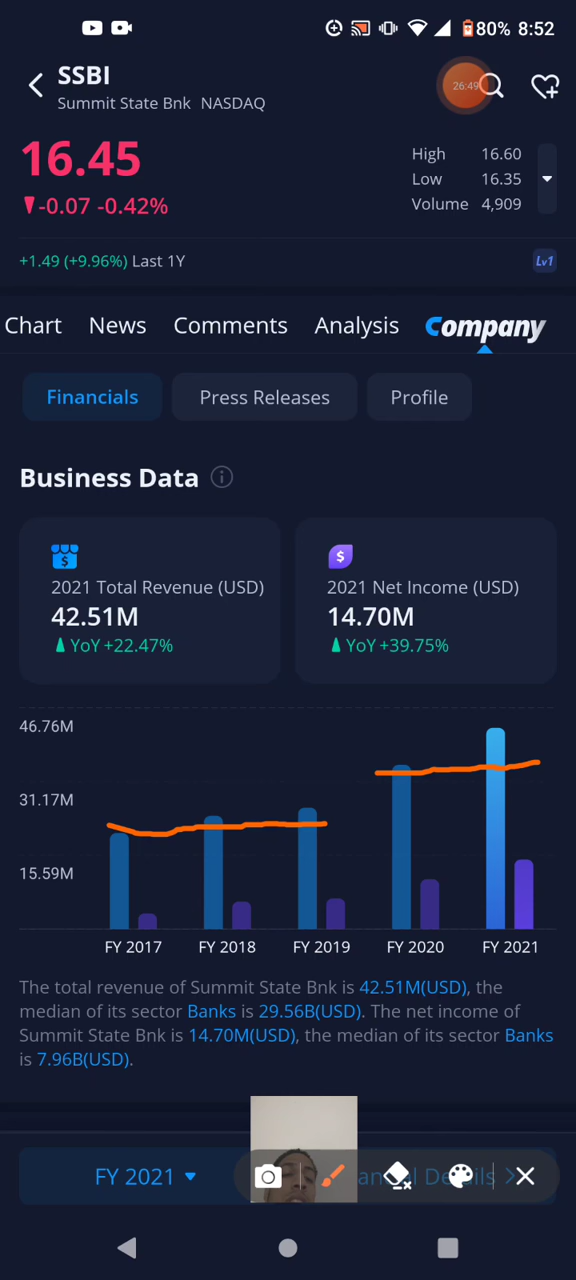 80% 8:52
SSBI
Summit State Bnk NASDAQ
26:49
16.45
-0.07 -0.42%
High 16.60
Low 16.35
Volume 4,909
+1.49 (+9.96%) Last 1Y
Lv1
Chart News Comments Analysis Company
Financials Press Releases Profile
Business Data
2021 Total Revenue (USD)
42.51M
YoY +22.47%
2021 Net Income (USD)
14.70M
YoY +39.75%
46.76M
31.17M
15.59M
FY 2017 FY 2018 FY 2019 FY 2020 FY 2021
The total revenue of Summit State Bnk is 42.51M(USD), the
median of its sector Banks is 29.56B(USD). The net income of
Summit State Bnk is 14.70M(USD), the median of its sector Banks
is 7.96B(USD).
FY 2021
Details